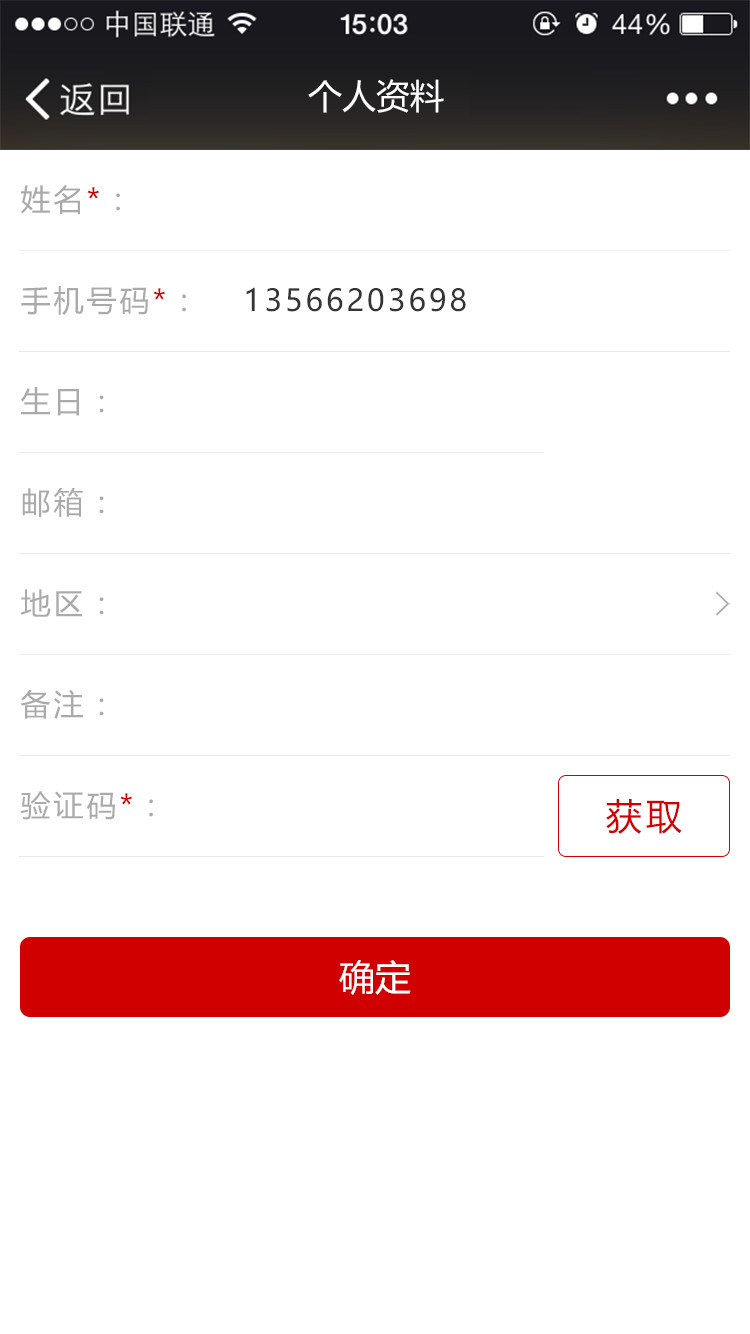 中国联通 15:03 44%
返回 个人资料
姓名* :
手机号码* : 13566203698
生日 :
邮箱 :
地区 :
备注 :
验证码* : 获取
确定